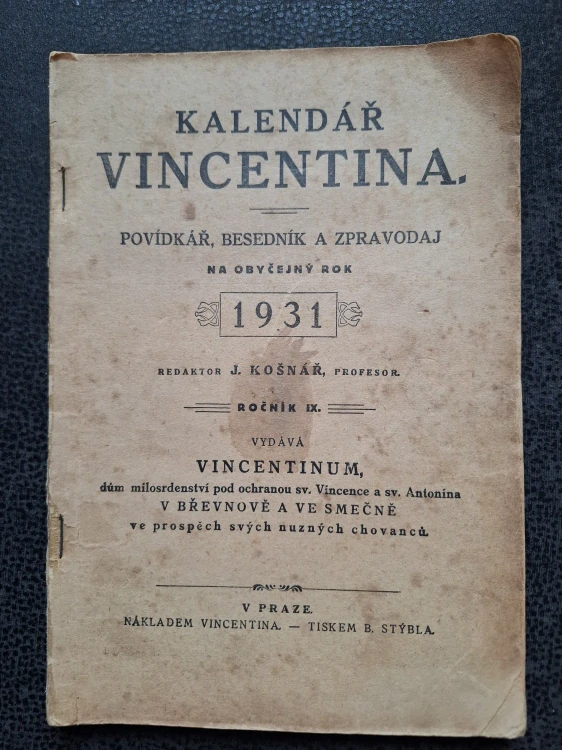 KALENDÁŘ
VINCENTINA.
POVÍDKÁŘ, BESEDNÍK A ZPRAVODAJ
NA OBYČEJNÝ ROK
1931
REDAKTOR J. KOŠNÁŘ, PROFESOR.
ROČNÍK IX.
VYDÁVÁ
VINCENTINUM,
dům milosrdenství pod ochranou sv. Vincence a sv. Antonína
V BŘEVNOVĚ A VE SMEČNĚ
ve prospěch svých nuzných chovanců.
V PRAZE.
NÁKLADEM VINCENTINA. — TISKEM B. STÝBLA.